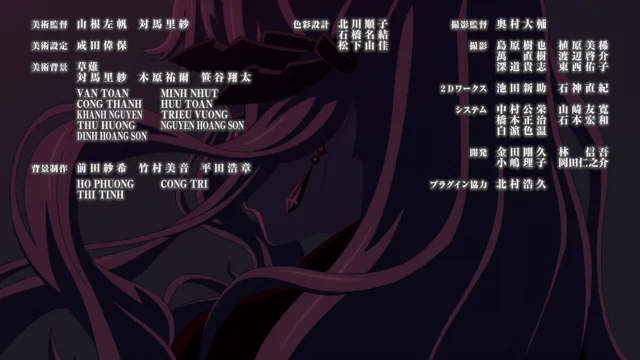 美術監督 山根左帆 対馬里紗
美術設定 成田偉保
美術背景 草薙
対馬里紗 木原祐爾 笹谷翔太
VAN TOAN MINH NHUT
CONG THANH HUU TOAN
KHANH NGUYEN TRIEU VUONG
THU HUONG NGUYEN HOANG SON
DINH HOANG SON
背景制作 前田紗希 竹村美音 平田浩章
HO PHUONG CONG TRI
THI TINH
色彩設計 北川順子
石橋名結
松下由佳
撮影監督 奥村大輔
撮影 島原樹也 植原美稀
萬 直樹 渡辺啓介
深道貴志 東西佑子
2Dワークス 池田新助 石神直紀
システム 中村公栄 山崎友寛
橋本正治 石本宏和
白濵色温
開発 金田剛久 林 信吾
小嶋理子 岡田仁之介
プラグイン協力 北村浩久